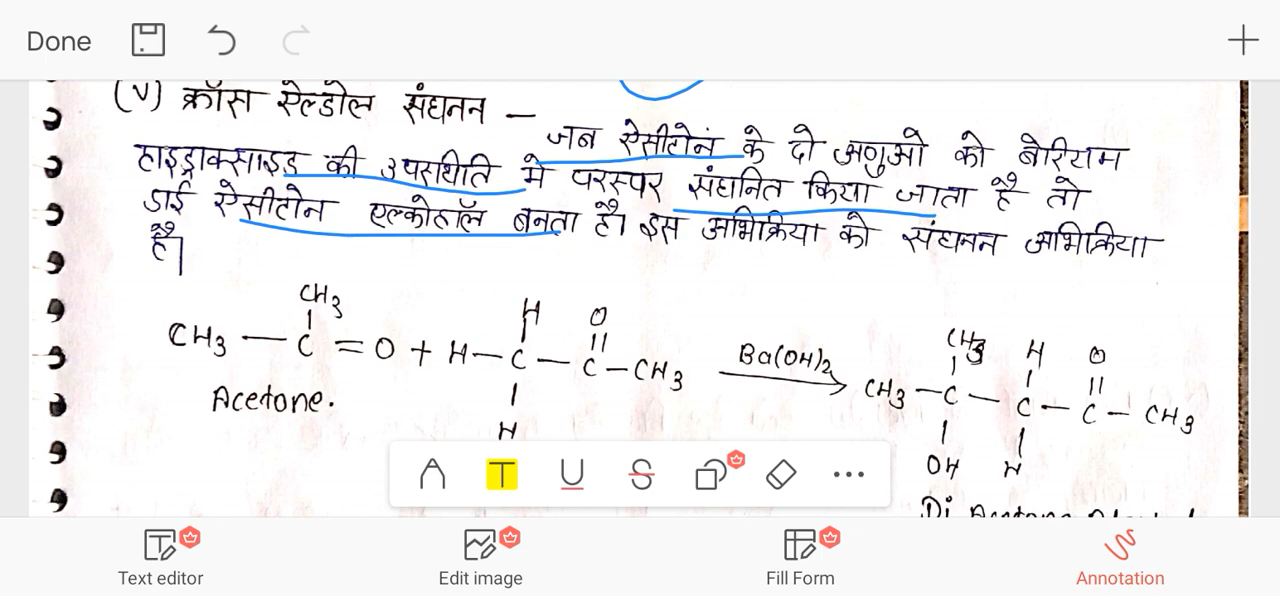 Done
(v) क्रॉस ऐल्डोल संघनन –
जब ऐसीटोन के दो अणुओ को बेरियम
हाइड्राक्साइड की उपस्थिति मे परस्पर संघनित किया जाता है तो
डाई ऐसीटोन एल्कोहॉल बनता है। इस अभिक्रिया को संघनन अभिक्रिया
है।
CH3 H O CH3 H O
CH3 — C = O + H — C — C — CH3 Ba(OH)2 → CH3 — C — C — C — CH3
Acetone. H OH H
Di Acetone
Text editor Edit image Fill Form Annotation